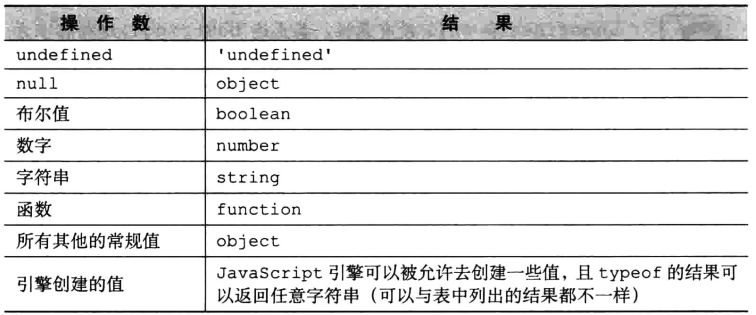 操作数 结果
undefined 'undefined'
null object
布尔值 boolean
数字 number
字符串 string
函数 function
所有其他的常规值 object
引擎创建的值 JavaScript 引擎可以被允许去创建一些值，且 typeof 的结果可
以返回任意字符串（可以与表中列出的结果都不一样）